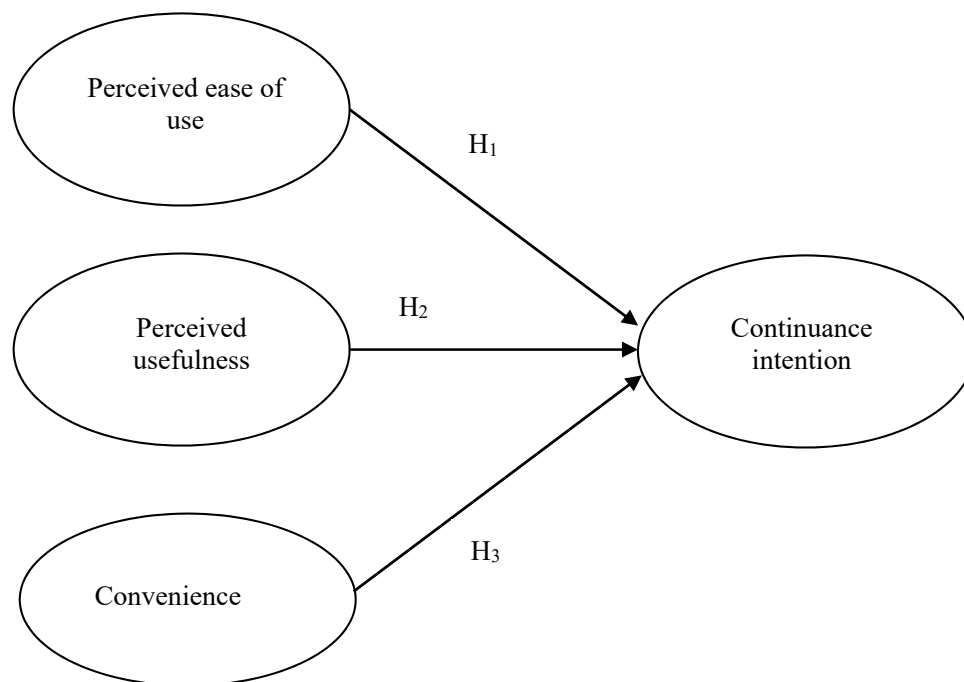 Perceived ease of
use
H₁
Perceived
usefulness
H₂
Continuance
intention
Convenience
H₃